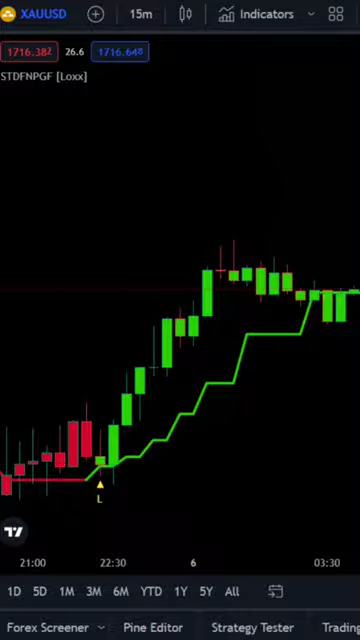 XAUUSD 15m Indicators
1716.382 26.6 1716.648
STDFNPGF [Loxx]
L
21:00 22:30 6 03:30
1D 5D 1M 3M 6M YTD 1Y 5Y All
Forex Screener Pine Editor Strategy Tester Trading